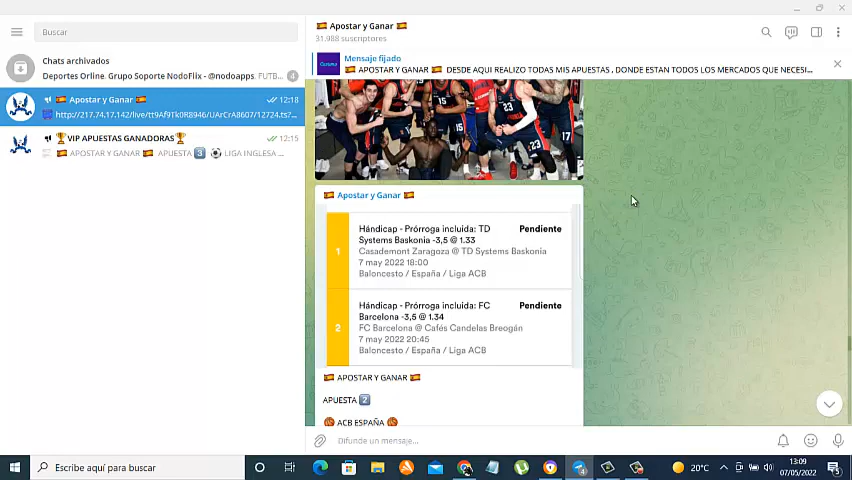 Buscar
Chats archivados
Deportes Online, Grupo Soporte NodoFlix - @nodoapps, FUTB...
4
Apostar y Ganar
12:18
http://217.74.17.142/live/tt9Af9Tk0R8946/UArCrA8607/12724.ts?...
VIP APUESTAS GANADORAS
12:15
APOSTAR Y GANAR APUESTA 3 LIGA INGLESA ...
Apostar y Ganar
31.988 suscriptores
Mensaje fijado
APOSTAR Y GANAR DESDE AQUI REALIZO TODAS MIS APUESTAS , DONDE ESTAN TODOS LOS MERCADOS QUE NECESI...
15
23
23
Apostar y Ganar
1
Hándicap - Prórroga incluida: TD
Systems Baskonia -3,5 @ 1.33
Pendiente
Casademont Zaragoza @ TD Systems Baskonia
7 may 2022 18:00
Baloncesto / España / Liga ACB
2
Hándicap - Prórroga incluida: FC
Barcelona -3,5 @ 1.34
Pendiente
FC Barcelona @ Cafés Candelas Breogán
7 may 2022 20:45
Baloncesto / España / Liga ACB
APOSTAR Y GANAR
APUESTA 2
ACB ESPAÑA
Difunde un mensaje...
Escribe aquí para buscar
20°C
13:09
07/05/2022